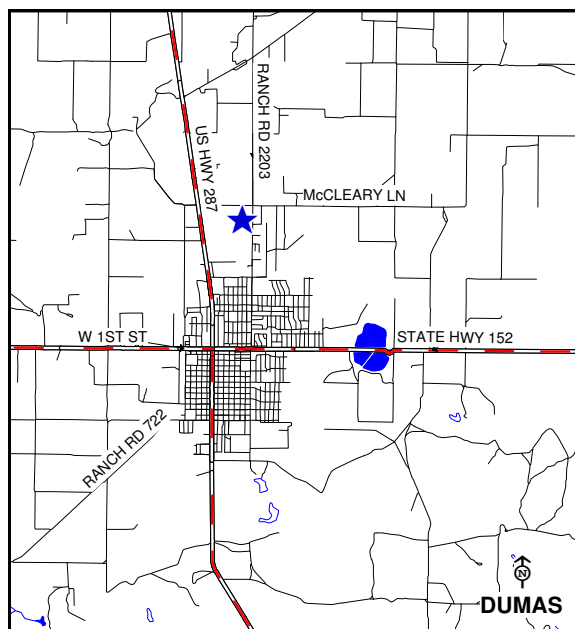 RANCH RD 2203
US HWY 287
McCLEARY LN
W 1ST ST
STATE HWY 152
RANCH RD 722
N
DUMAS